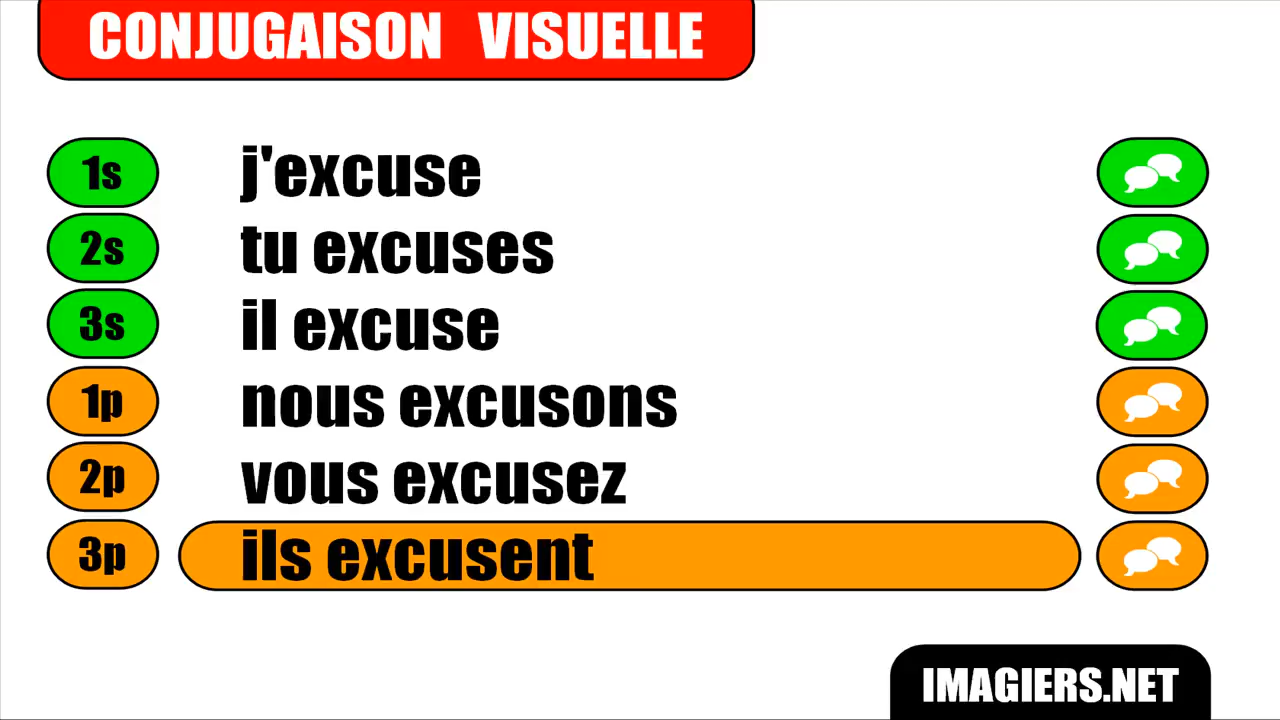 CONJUGAISON VISUELLE
1s j'excuse
2s tu excuses
3s il excuse
1p nous excusons
2p vous excusez
3p ils excusent
IMAGIERS.NET